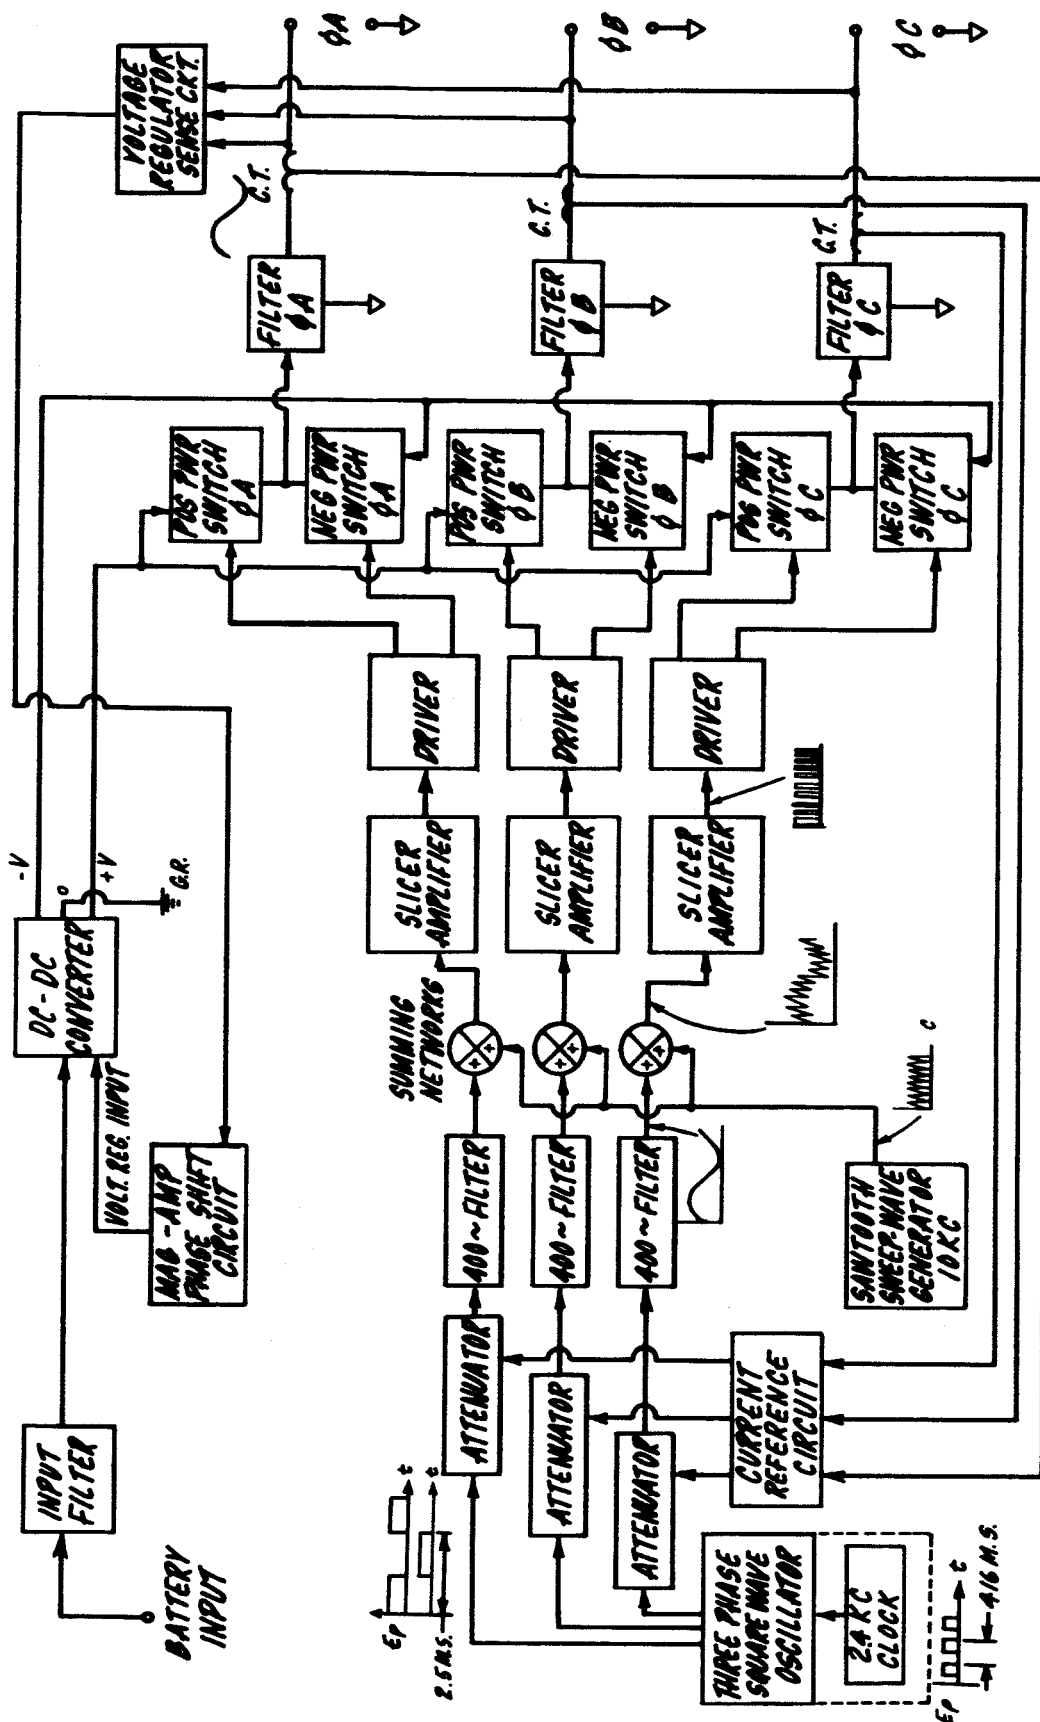 BATTERY
INPUT
INPUT
FILTER
DC-DC
CONVERTER
-V
0
+V
G.R.
VOLT. REG. INPUT
MAG-AMP
PHASE SHIFT
CIRCUIT
VOLTAGE
REGULATOR
SENSE CKT.
EP
t
t
2.5 M.S.
ATTENUATOR
400~FILTER
SUMMING
NETWORKS
+
+
SLICER
AMPLIFIER
DRIVER
POS PWR
SWITCH
ϕA
NEG PWR
SWITCH
ϕA
FILTER
ϕA
C.T.
ϕA
ATTENUATOR
400~FILTER
+
+
SLICER
AMPLIFIER
DRIVER
POS PWR
SWITCH
ϕB
NEG PWR
SWITCH
ϕB
FILTER
ϕB
C.T.
ϕB
ATTENUATOR
400~FILTER
+
+
SLICER
AMPLIFIER
DRIVER
POS PWR
SWITCH
ϕC
NEG PWR
SWITCH
ϕC
FILTER
ϕC
C.T.
ϕC
THREE PHASE
SQUARE WAVE
OSCILLATOR
2.4 KC
CLOCK
EP
t
416 M.S.
CURRENT
REFERENCE
CIRCUIT
SAWTOOTH
SWEEP-WAVE
GENERATOR
10KC
C